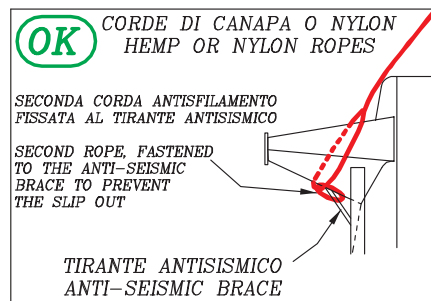 OK
CORDE DI CANAPA O NYLON
HEMP OR NYLON ROPES
SECONDA CORDA ANTISFILAMENTO
FISSATA AL TIRANTE ANTISISMICO
SECOND ROPE, FASTENED
TO THE ANTI-SEISMIC
BRACE TO PREVENT
THE SLIP OUT
TIRANTE ANTISISMICO
ANTI-SEISMIC BRACE